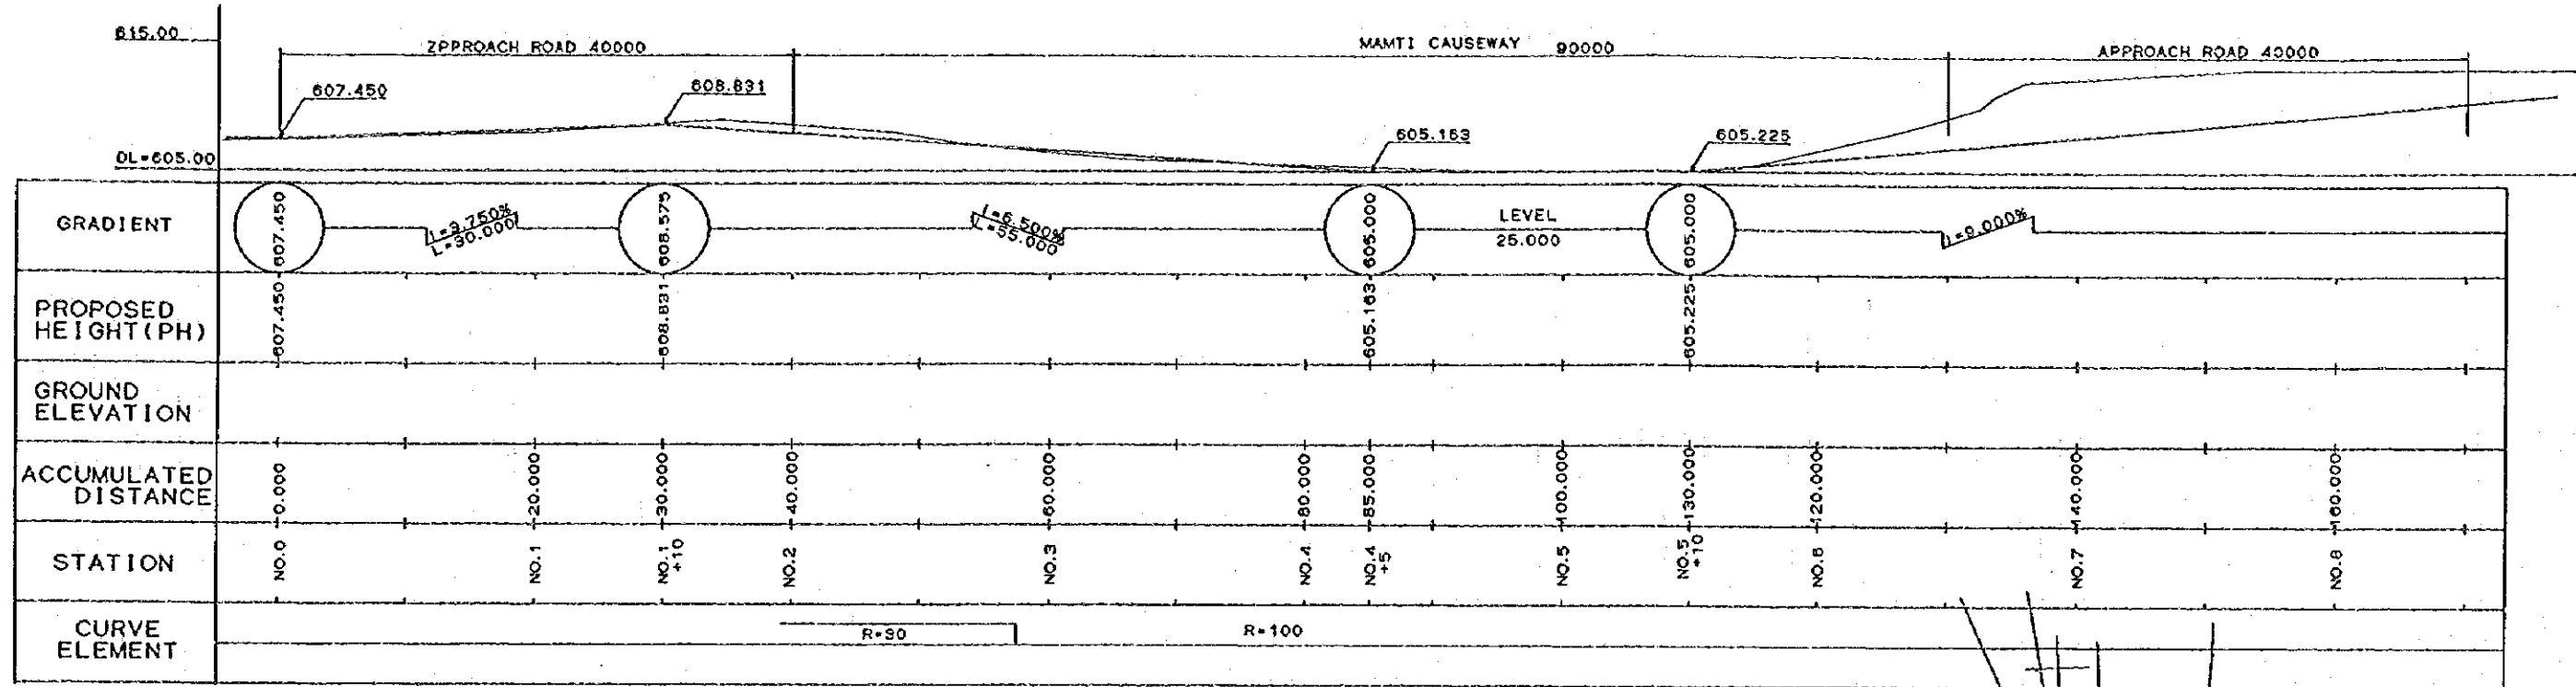 615.00
ZPPROACH ROAD 40000
MAMTI CAUSEWAY 90000
APPROACH ROAD 40000
607.450
608.831
605.163
605.225
DL=605.00
GRADIENT
607.450
I=3.750%
L=30.000
608.575
I=6.500%
L=55.000
605.000
LEVEL
25.000
605.000
I=9.000%
PROPOSED
HEIGHT(PH)
607.450
608.831
605.163
605.225
GROUND
ELEVATION
ACCUMULATED
DISTANCE
0.000
20.000
30.000
40.000
60.000
80.000
85.000
100.000
130.000
120.000
140.000
160.000
STATION
NO.0
NO.1
NO.1
+10
NO.2
NO.3
NO.4
NO.4
+5
NO.5
NO.5
+10
NO.6
NO.7
NO.8
CURVE
ELEMENT
R=90
R=100